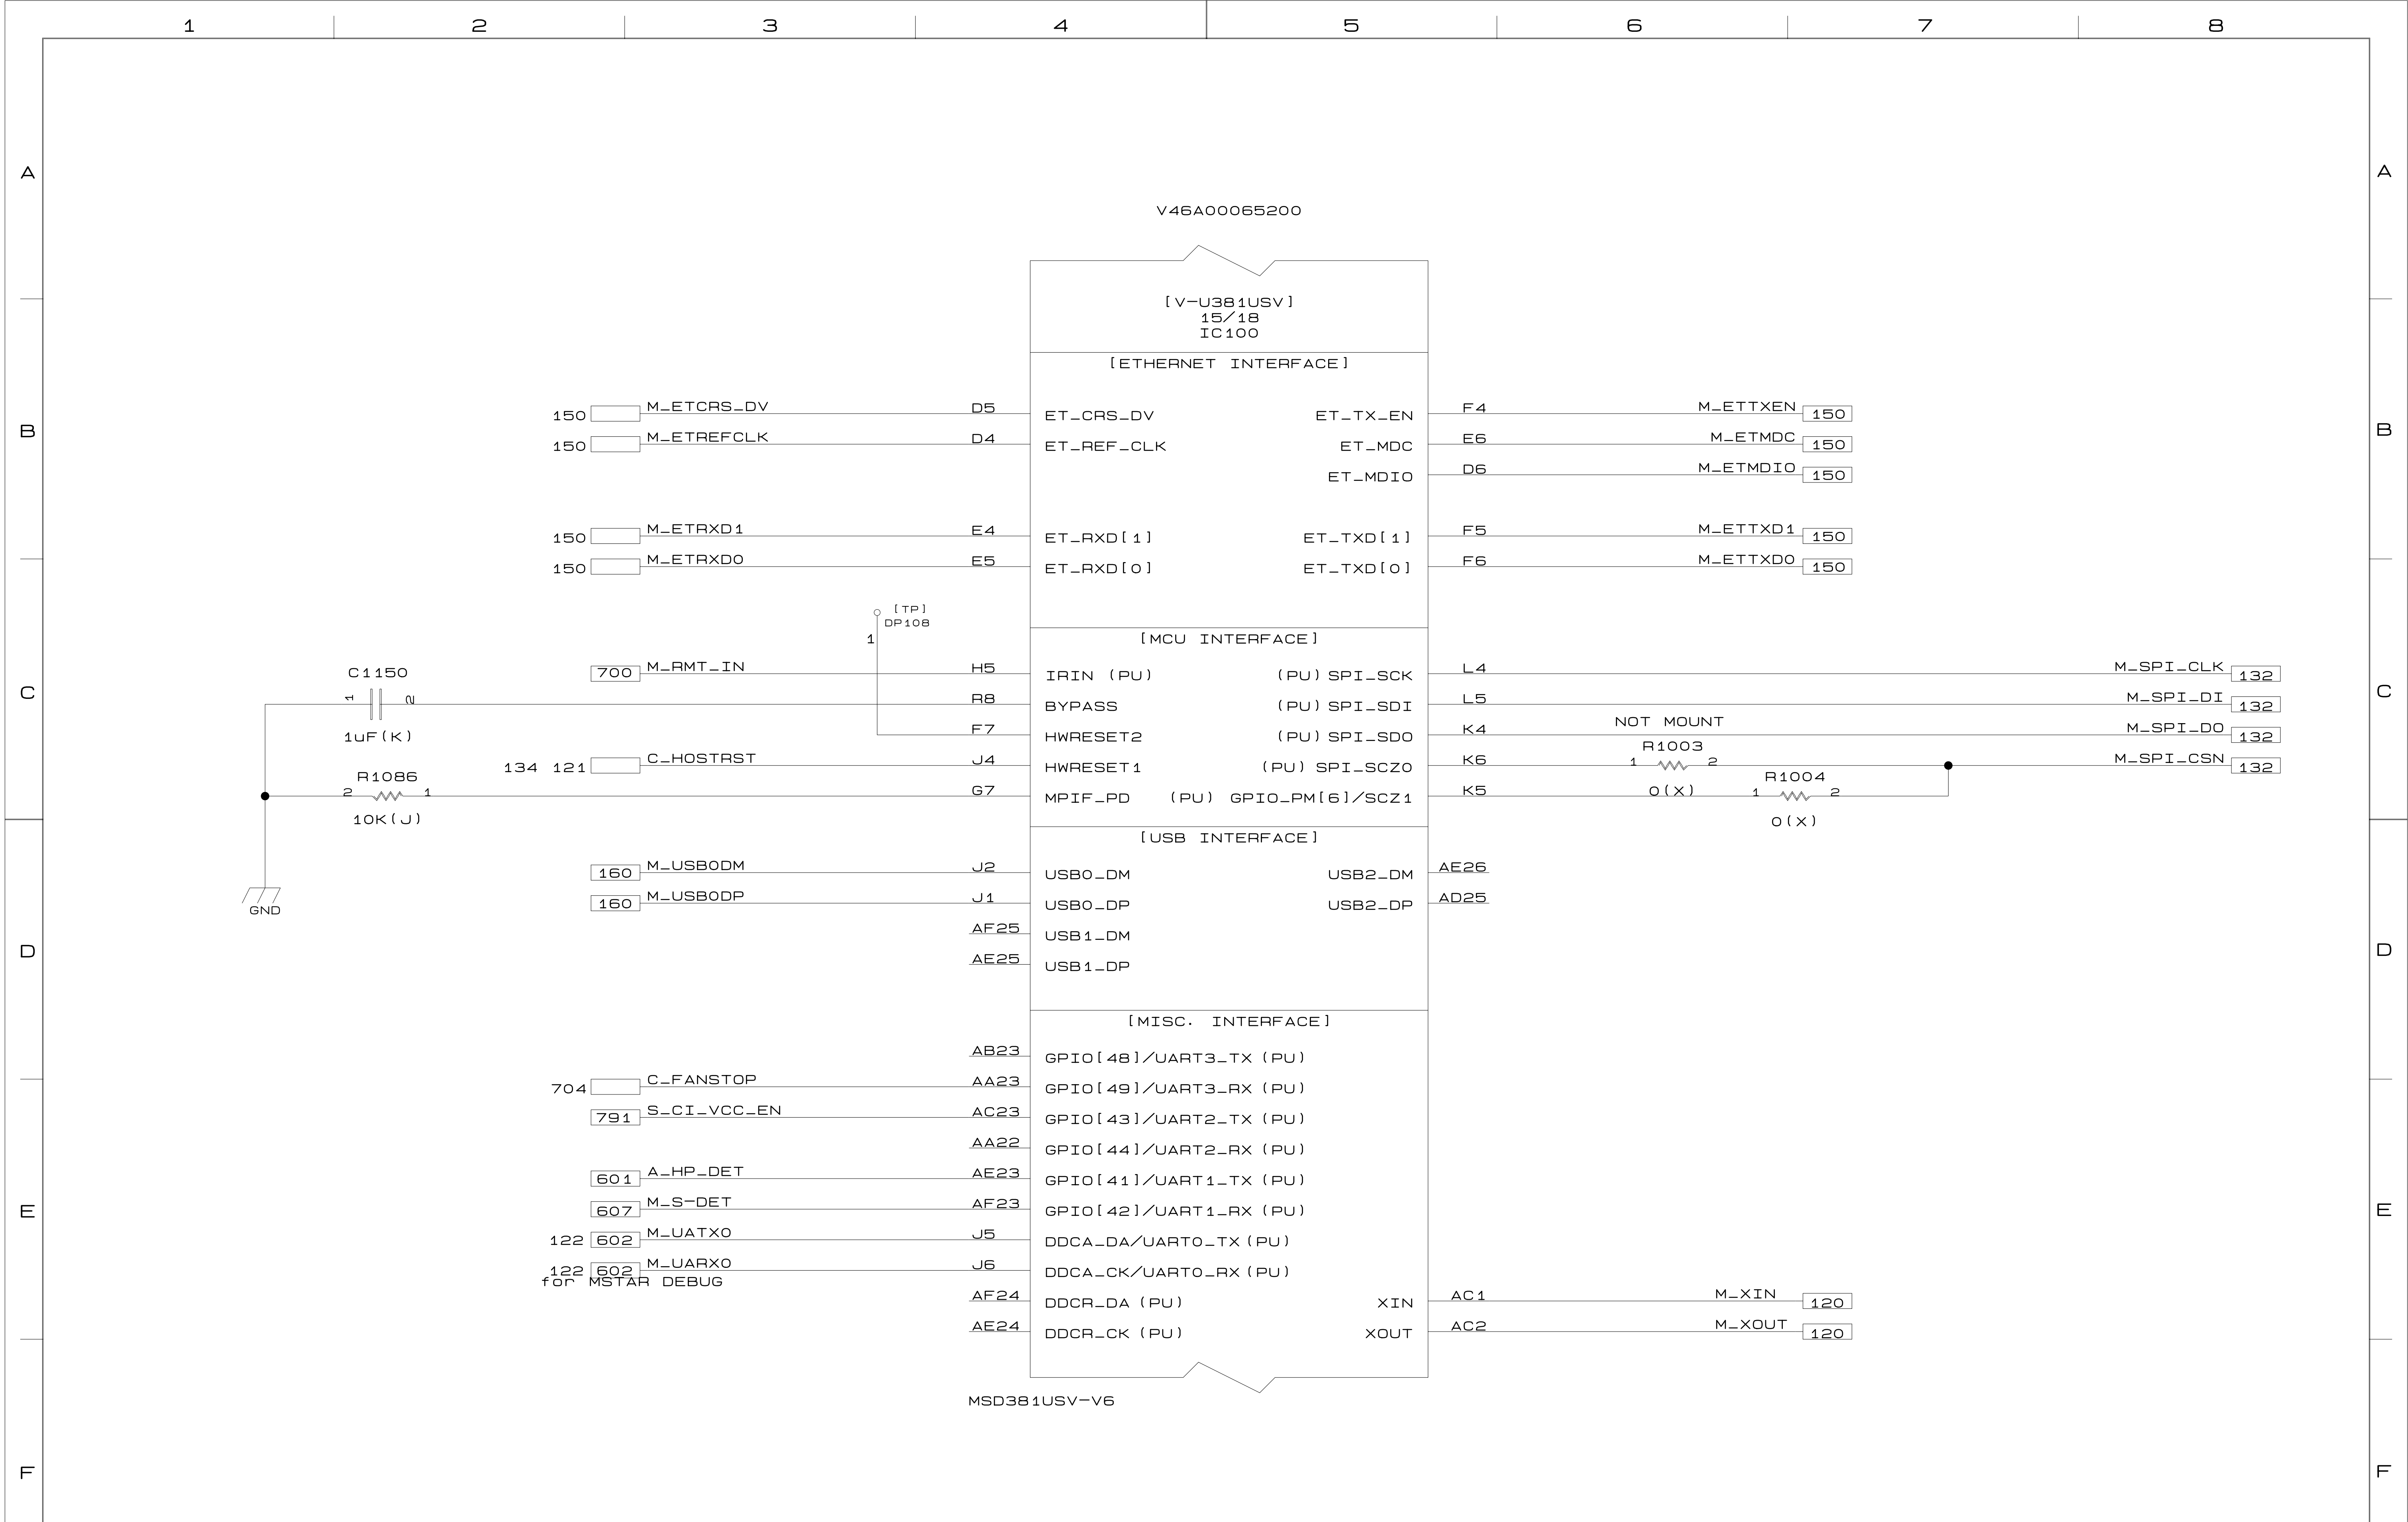 1 2 3 4 5 6 7 8
A A
V46A00065200
[V-U381USV]
15/18
IC100
[ETHERNET INTERFACE]
150 M_ETCRS_DV D5 ET_CRS_DV ET_TX_EN F4 M_ETTXEN 150
B B
150 M_ETREFCLK D4 ET_REF_CLK ET_MDC E6 M_ETMDC 150
ET_MDIO D6 M_ETMDIO 150
150 M_ETRXD1 E4 ET_RXD[1] ET_TXD[1] F5 M_ETTXD1 150
150 M_ETRXD0 E5 ET_RXD[0] ET_TXD[0] F6 M_ETTXD0 150
[TP]
DP108
1
[MCU INTERFACE]
C1150
700 M_RMT_IN H5 IRIN (PU) (PU) SPI_SCK L4 M_SPI_CLK 132
C C
1 2 R8 BYPASS (PU) SPI_SDI L5 M_SPI_DI 132
NOT MOUNT
1uF(K) F7 HWRESET2 (PU) SPI_SDO K4 M_SPI_DO 132
R1003
134 121 C_HOSTRST J4 HWRESET1 (PU) SPI_SCZ0 K6 1 2 M_SPI_CSN 132
R1086 R1004
2 1 G7 MPIF_PD (PU) GPIO_PM[6]/SCZ1 K5 0(X) 1 2
10K(J) 0(X)
[USB INTERFACE]
160 M_USB0DM J2 USB0_DM USB2_DM AE26
160 M_USB0DP J1 USB0_DP USB2_DP AD25
GND
AF25 USB1_DM
D D
AE25 USB1_DP
[MISC. INTERFACE]
AB23 GPIO[48]/UART3_TX (PU)
704 C_FANSTOP AA23 GPIO[49]/UART3_RX (PU)
791 S_CI_VCC_EN AC23 GPIO[43]/UART2_TX (PU)
AA22 GPIO[44]/UART2_RX (PU)
601 A_HP_DET AE23 GPIO[41]/UART1_TX (PU)
E E
607 M_S-DET AF23 GPIO[42]/UART1_RX (PU)
122 602 M_UATX0 J5 DDCA_DA/UART0_TX (PU)
122 602 M_UARX0 J6 DDCA_CK/UART0_RX (PU)
for MSTAR DEBUG
AF24 DDCR_DA (PU) XIN AC1 M_XIN 120
AE24 DDCR_CK (PU) XOUT AC2 M_XOUT 120
MSD381USV-V6
F F